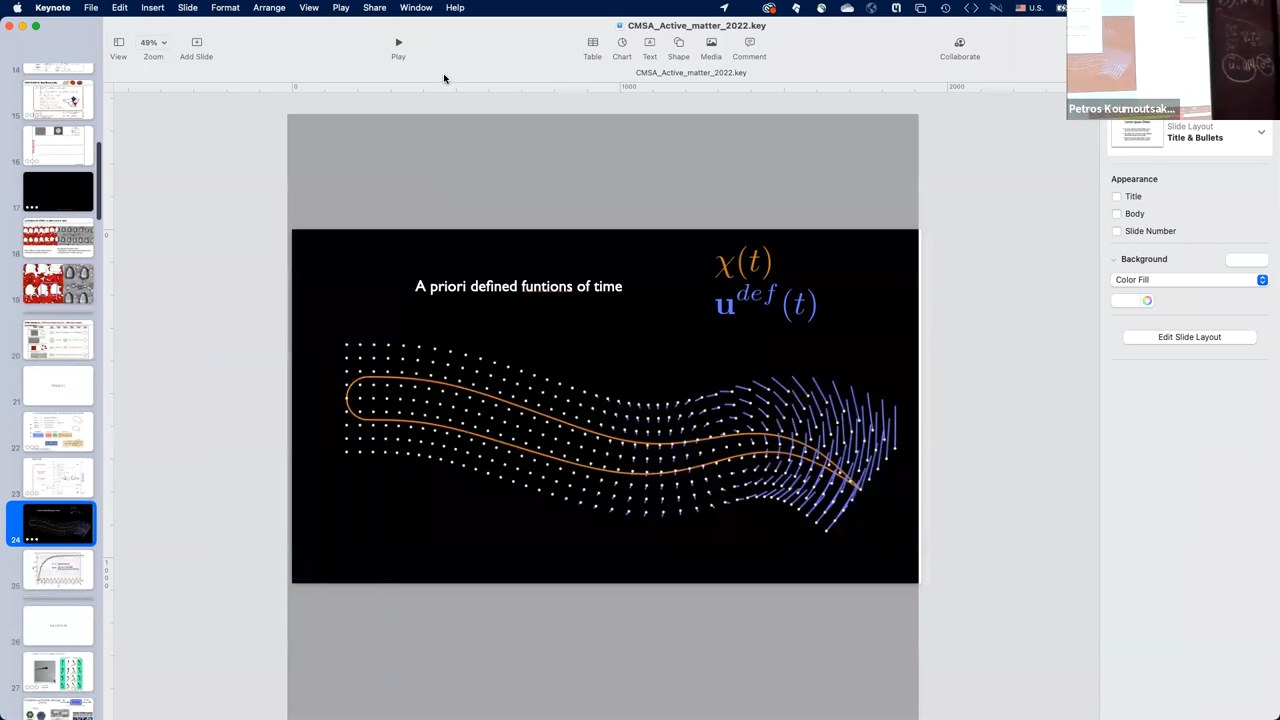 Keynote File Edit Insert Slide Format Arrange View Play Share Window Help U.S.
CMSA_Active_matter_2022.key
49%
View Zoom Add Slide Play Table Chart Text Shape Media Comment Collaborate
CMSA_Active_matter_2022.key
0 1000 2000
Petros Koumoutsak...
Slide Layout
Title & Bullets
Appearance
Title
Body
Slide Number
Background
Color Fill
Edit Slide Layout
χ(t)
A priori defined funtions of time
u^def(t)
14
15
16
17
18
19
20
21
22
23
24
25
26
27